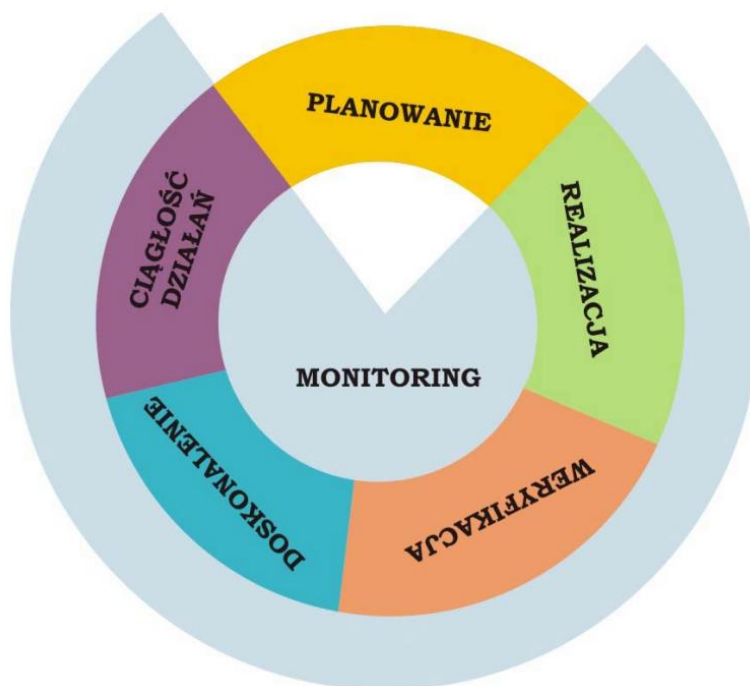 PLANOWANIE
REALIZACJA
WERYFIKACJA
DOSKONALENIE
CIĄGŁOŚĆ
DZIAŁAŃ
MONITORING